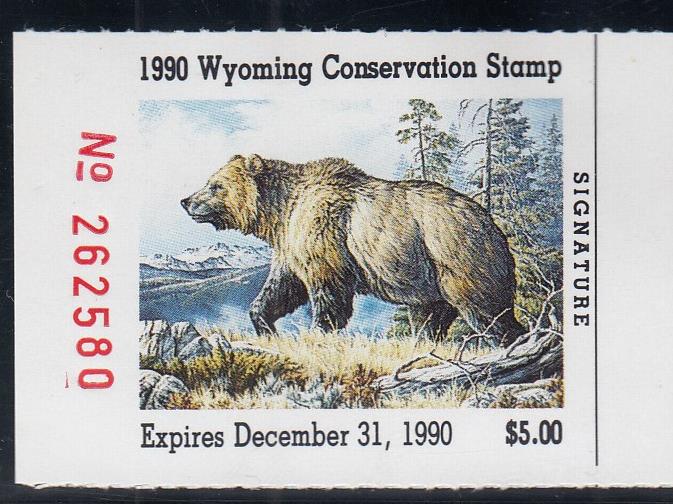 1990 Wyoming Conservation Stamp
No 262580
SIGNATURE
Expires December 31, 1990 $5.00